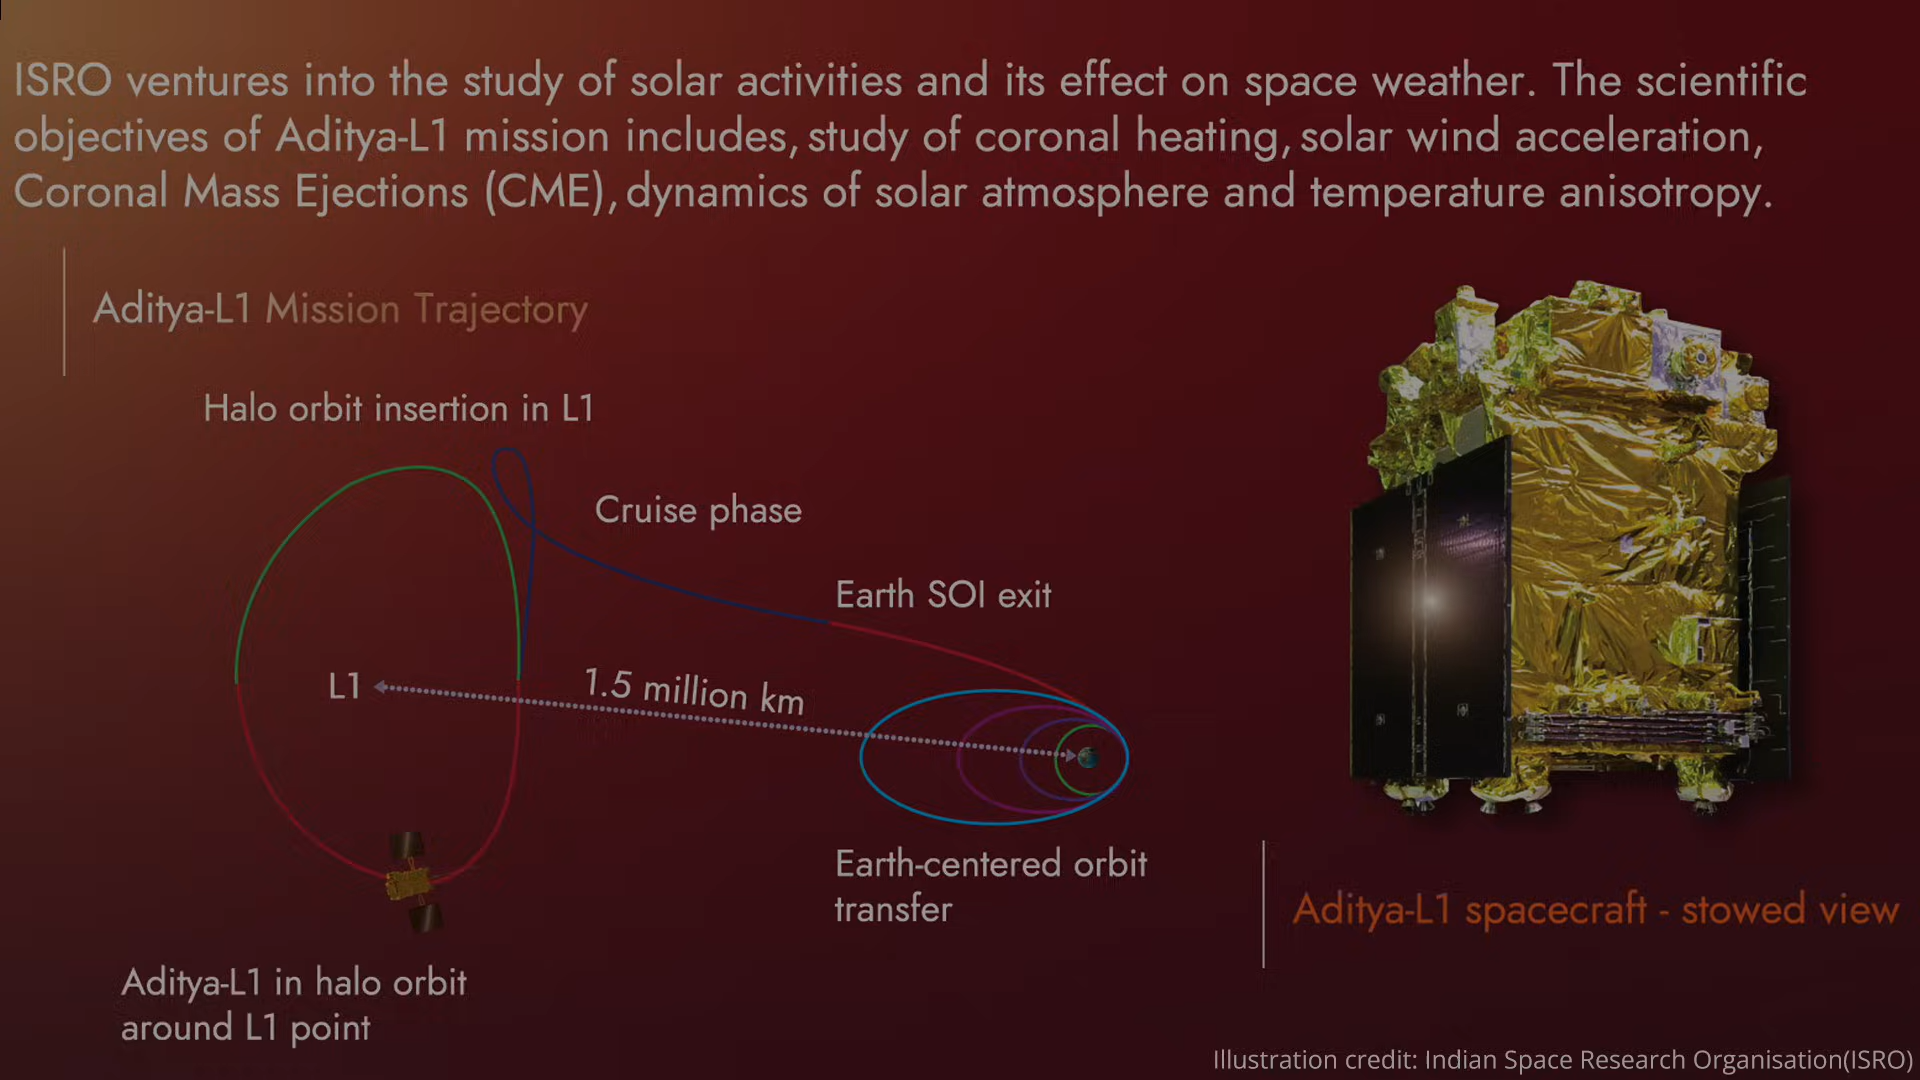 ISRO ventures into the study of solar activities and its effect on space weather. The scientific
objectives of Aditya-L1 mission includes, study of coronal heating, solar wind acceleration,
Coronal Mass Ejections (CME), dynamics of solar atmosphere and temperature anisotropy.
Aditya-L1 Mission Trajectory
Halo orbit insertion in L1
Cruise phase
Earth SOI exit
L1
1.5 million km
Earth-centered orbit
transfer
Aditya-L1 spacecraft - stowed view
Aditya-L1 in halo orbit
around L1 point
Illustration credit: Indian Space Research Organisation(ISRO)